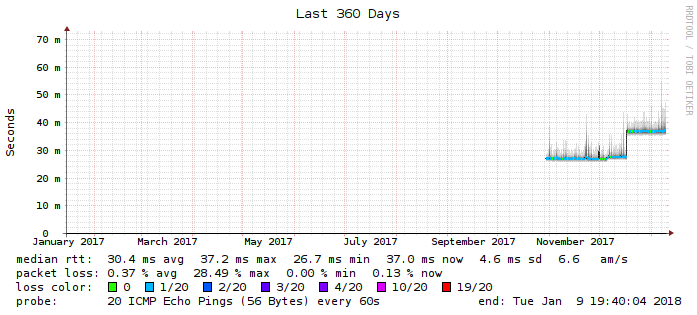 Last 360 Days
RRDTOOL / TOBI OETIKER
Seconds
70 m
60 m
50 m
40 m
30 m
20 m
10 m
0
January 2017 March 2017 May 2017 July 2017 September 2017 November 2017
median rtt: 30.4 ms avg 37.2 ms max 26.7 ms min 37.0 ms now 4.6 ms sd 6.6 am/s
packet loss: 0.37 % avg 28.49 % max 0.00 % min 0.13 % now
loss color: 0 1/20 2/20 3/20 4/20 10/20 19/20
probe: 20 ICMP Echo Pings (56 Bytes) every 60s end: Tue Jan 9 19:40:04 2018